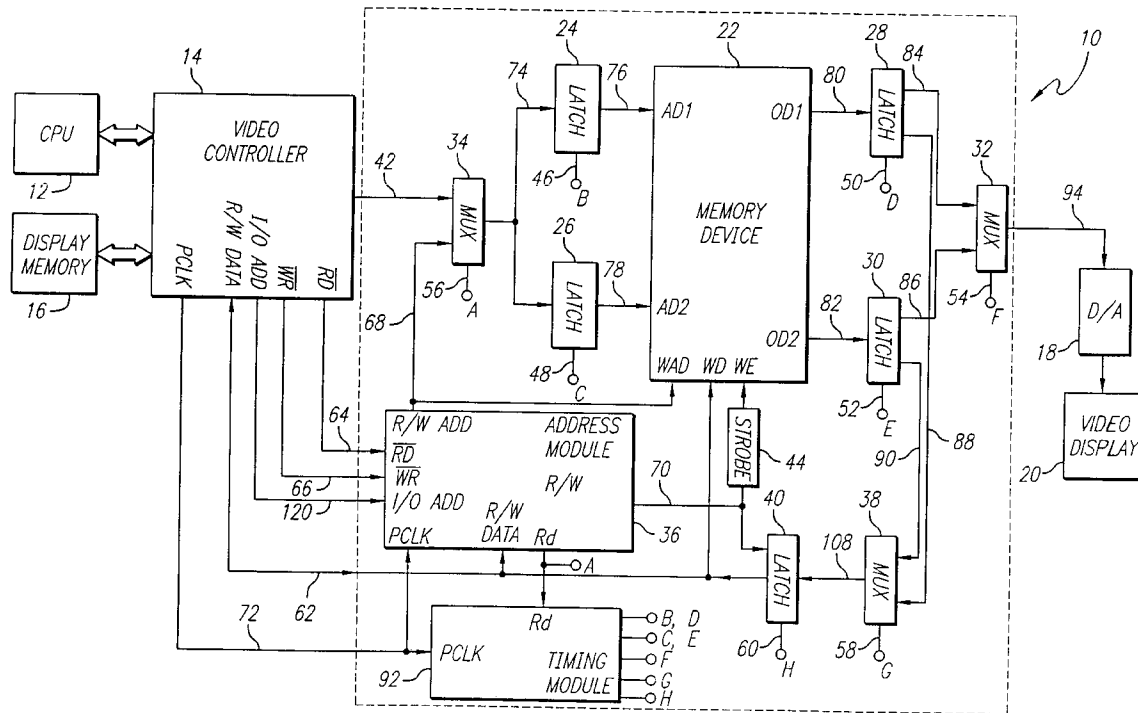 10
14
CPU
12
DISPLAY
MEMORY
16
VIDEO
CONTROLLER
PCLK
R/W DATA
I/O ADD
WR
RD
42
34
MUX
56
A
68
74
24
LATCH
76
46
B
26
LATCH
78
48
C
22
AD1
OD1
MEMORY
DEVICE
AD2
OD2
WAD
WD
WE
80
28
LATCH
84
50
D
82
30
LATCH
86
52
E
32
MUX
54
F
94
D/A
18
VIDEO
DISPLAY
20
90
88
STROBE
44
64
66
120
R/W ADD
ADDRESS
MODULE
RD
WR
R/W
I/O ADD
PCLK
R/W
DATA
Rd
36
70
A
40
LATCH
60
H
108
38
MUX
58
G
62
72
Rd
PCLK
TIMING
MODULE
92
B, D
C, E
F
G
H